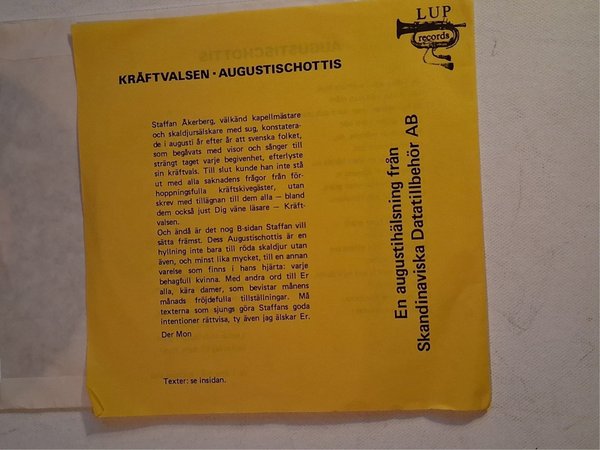 LUP
records
KRÄFTVALSEN · AUGUSTISCHOTTIS
Staffan Åkerberg, välkänd kapellmästare
och skaldjursälskare med sug, konstatera-
de i augusti år efter år att svenska folket,
som begåvats med visor och sånger till
strängt taget varje begivenhet, efterlyste
sin kräftvals. Till slut kunde han inte stå
ut med alla saknadens frågor från för-
hoppningsfulla kräftskivegäster, utan
skrev med tillägnan till dem alla — bland
dem också just Dig väne läsare — Kräft-
valsen.
Och ändå är det nog B-sidan Staffan vill
sätta främst. Dess Augustischottis är en
hyllning inte bara till röda skaldjur utan
även, och minst lika mycket, till en annan
varelse som finns i hans hjärta: varje
behagfull kvinna. Med andra ord till Er
alla, kära damer, som bevistar månens
månads fröjdefulla tillställningar. Må
texterna som sjungs göra Staffans goda
intentioner rättvisa, ty även jag älskar Er.
Der Mon
Texter: se insidan.
En augustihälsning från
Skandinaviska Datatillbehör AB